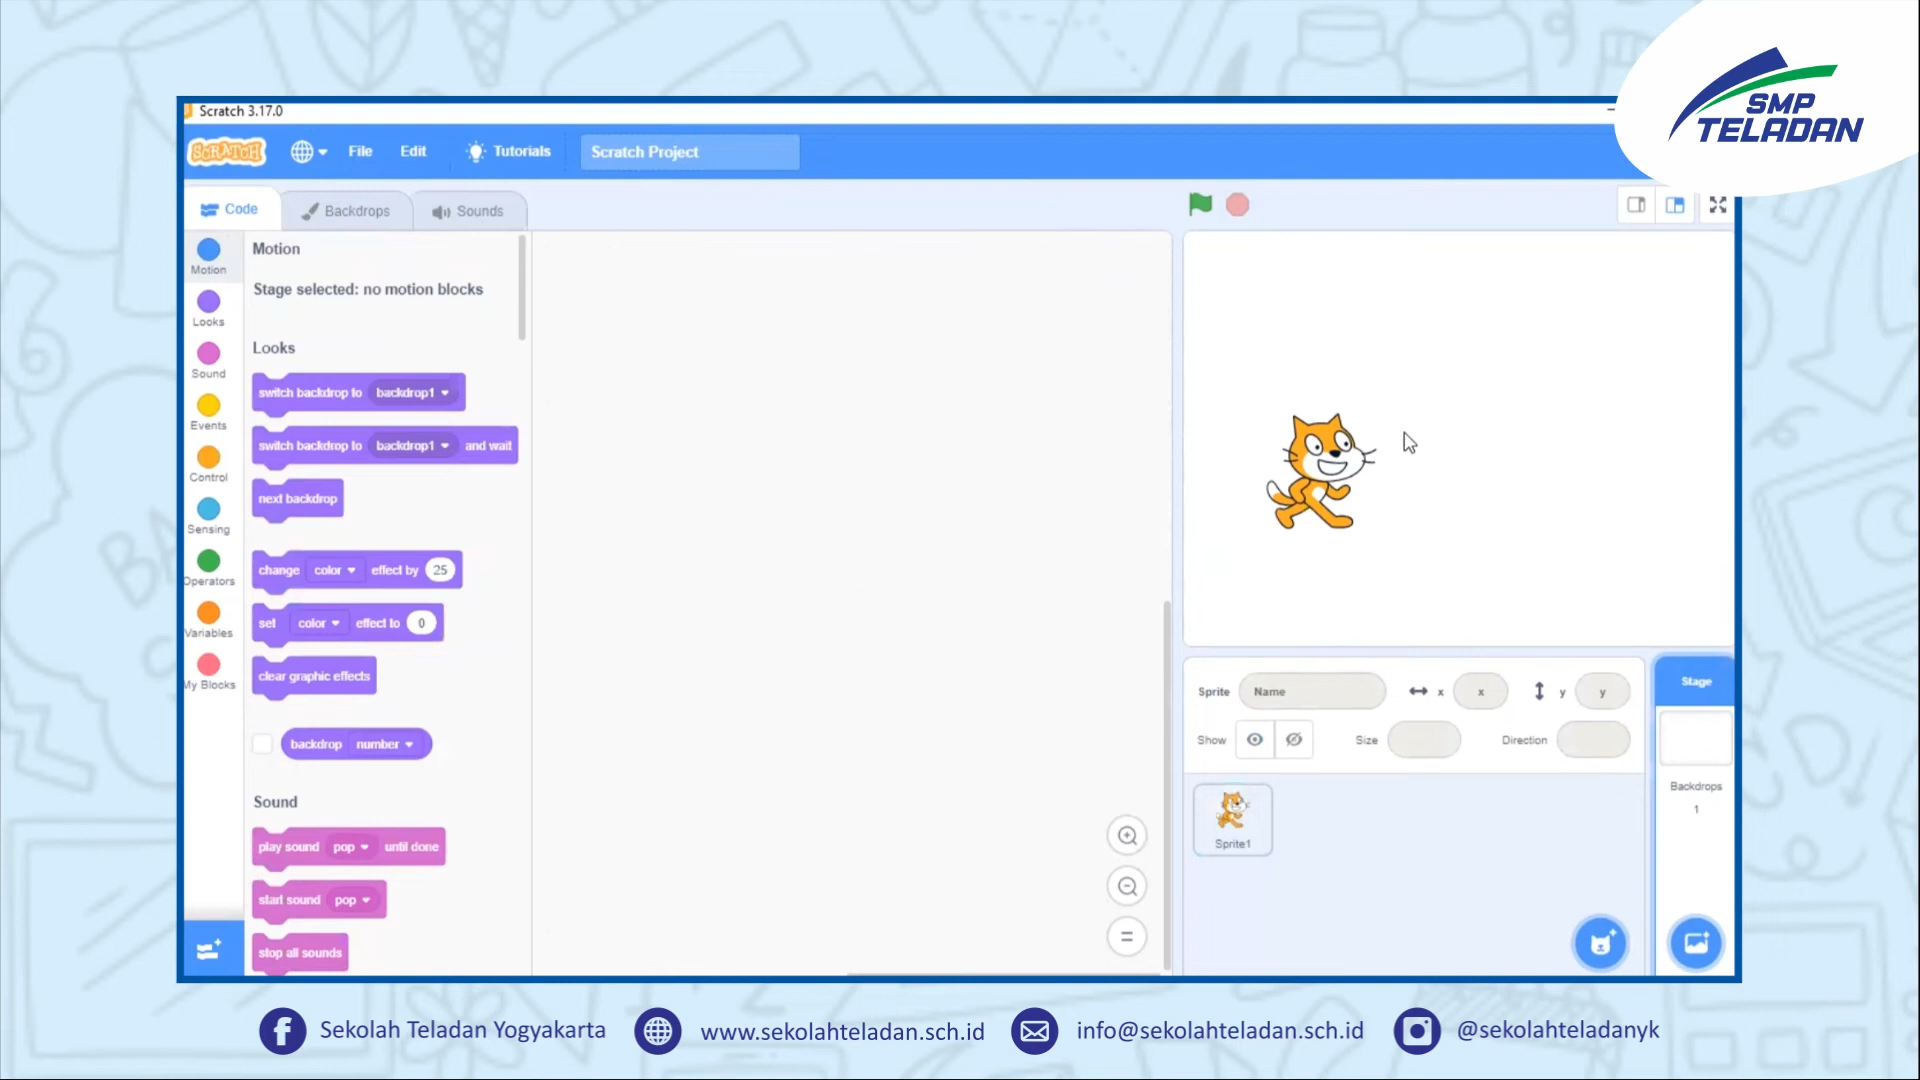 SMP
TELADAN
Scratch 3.17.0
SCRATCH
File
Edit
Tutorials
Scratch Project
Code
Backdrops
Sounds
Motion
Looks
Sound
Events
Control
Sensing
Operators
Variables
My Blocks
Motion
Stage selected: no motion blocks
Looks
switch backdrop to backdrop1
switch backdrop to backdrop1 and wait
next backdrop
change color effect by 25
set color effect to 0
clear graphic effects
backdrop number
Sound
play sound pop until done
start sound pop
stop all sounds
Sprite Name x x y y
Show Size Direction
Sprite1
Stage
Backdrops
1
Sekolah Teladan Yogyakarta
www.sekolahteladan.sch.id
info@sekolahteladan.sch.id
@sekolahteladanyk